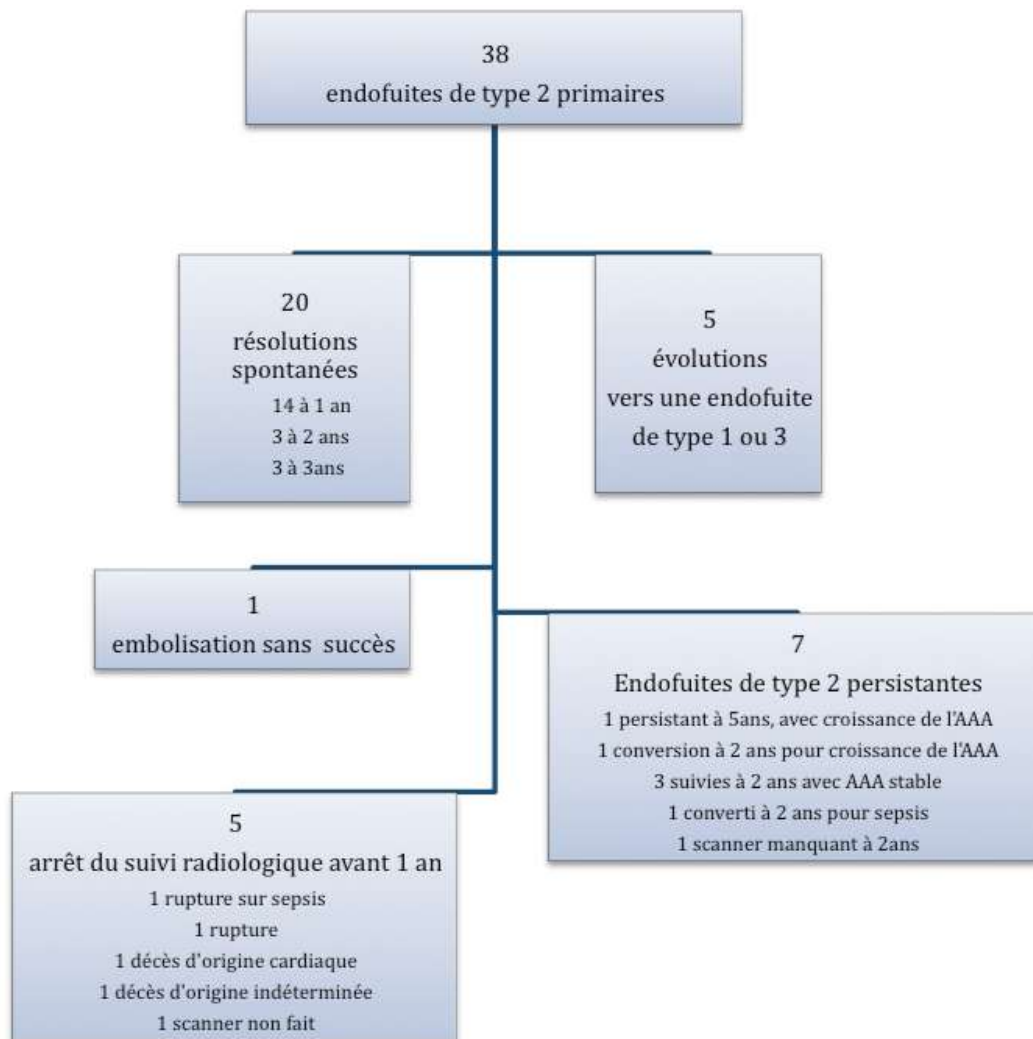 38
endofuites de type 2 primaires
20
résolutions
spontanées
14 à 1 an
3 à 2 ans
3 à 3ans
5
évolutions
vers une endofuite
de type 1 ou 3
1
embolisation sans succès
7
Endofuites de type 2 persistantes
1 persistant à 5ans, avec croissance de l'AAA
1 conversion à 2 ans pour croissance de l'AAA
3 suivies à 2 ans avec AAA stable
1 converti à 2 ans pour sepsis
1 scanner manquant à 2ans
5
arrêt du suivi radiologique avant 1 an
1 rupture sur sepsis
1 rupture
1 décès d'origine cardiaque
1 décès d'origine indéterminée
1 scanner non fait